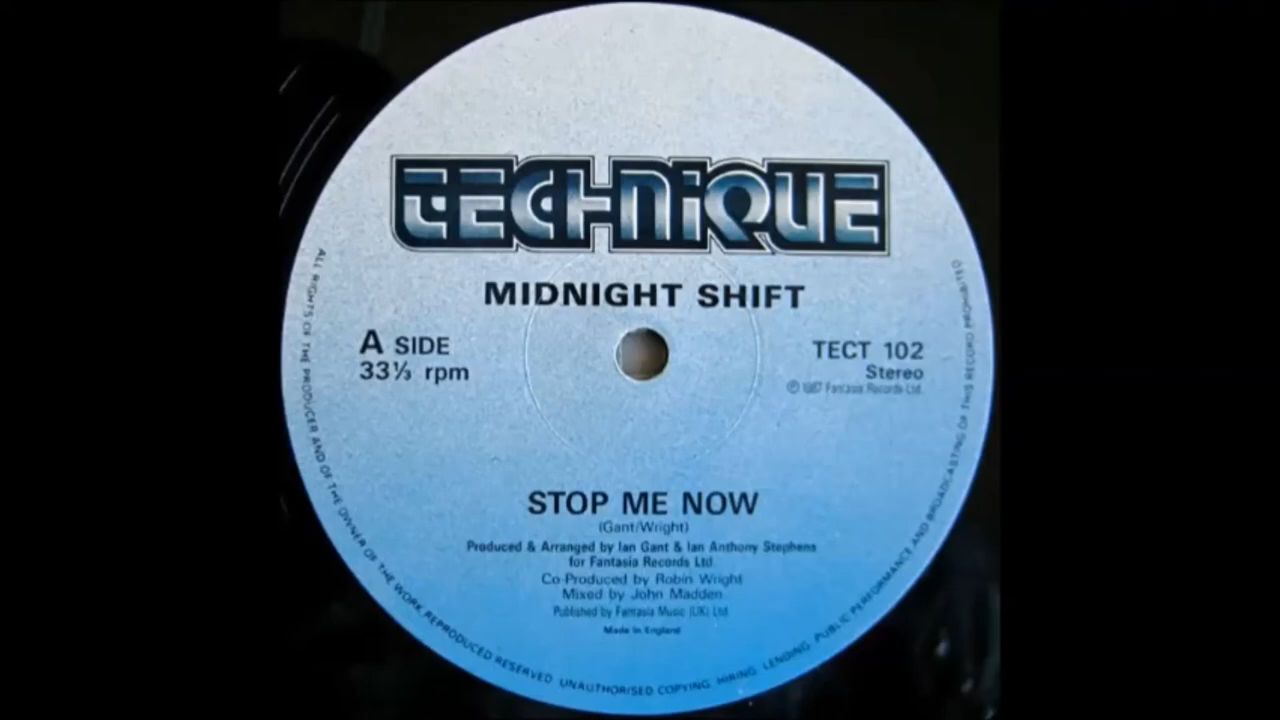 TECHNIQUE
MIDNIGHT SHIFT
A SIDE
33⅓ rpm
TECT 102
Stereo
℗ 1987 Fantasia Records Ltd.
STOP ME NOW
(Gant/Wright)
Produced & Arranged by Ian Gant & Ian Anthony Stephens
for Fantasia Records Ltd.
Co-Produced by Robin Wright
Mixed by John Madden
Published by Fantasia Music (UK) Ltd
Made in England
ALL RIGHTS OF THE PRODUCER AND OF THE OWNER OF THE WORK REPRODUCED RESERVED. UNAUTHORISED COPYING, HIRING, LENDING, PUBLIC PERFORMANCE AND BROADCASTING OF THIS RECORD PROHIBITED